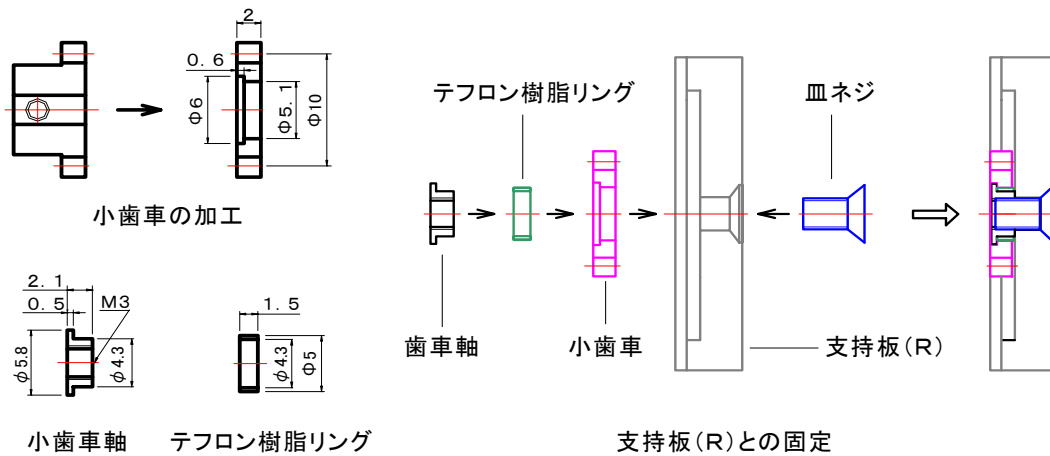 2
0.6
φ6
φ5.1
φ10
小歯車の加工
テフロン樹脂リング
皿ネジ
歯車軸
小歯車
支持板(R)
2.1
0.5
M3
φ5.8
φ4.3
1.5
φ4.3
φ5
小歯車軸
テフロン樹脂リング
支持板(R)との固定